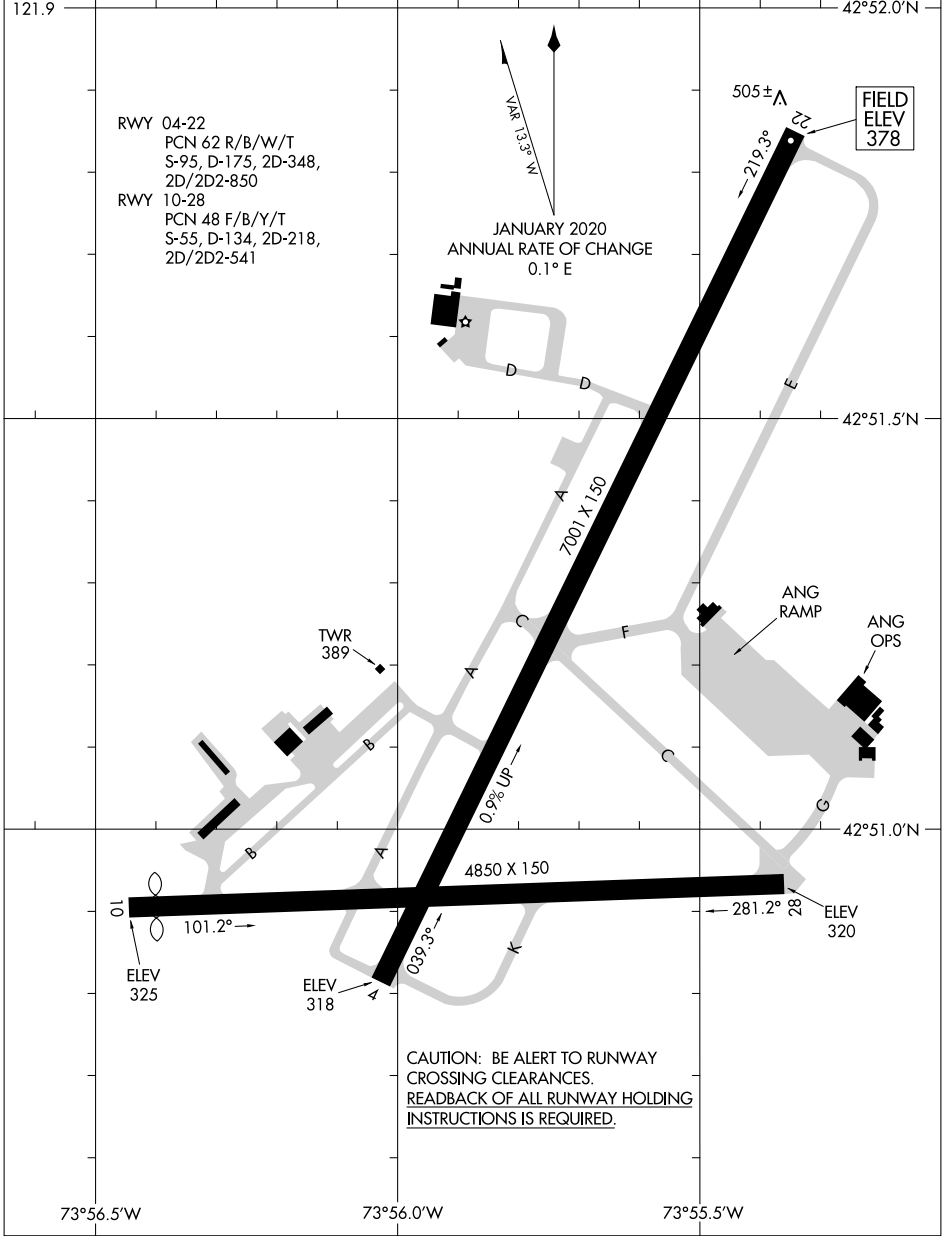 121.9
42°52.0'N
RWY 04-22
PCN 62 R/B/W/T
S-95, D-175, 2D-348,
2D/2D2-850
RWY 10-28
PCN 48 F/B/Y/T
S-55, D-134, 2D-218,
2D/2D2-541
VAR 13.3° W
JANUARY 2020
ANNUAL RATE OF CHANGE
0.1° E
505±
22
FIELD
ELEV
378
219.3°
D
D
E
42°51.5'N
A
7001 X 150
ANG
RAMP
ANG
OPS
C
F
TWR
389
A
B
C
0.9% UP
G
42°51.0'N
B
A
4850 X 150
10
101.2°
281.2°
28
ELEV
320
039.3°
K
ELEV
325
ELEV
318
4
CAUTION: BE ALERT TO RUNWAY
CROSSING CLEARANCES.
READBACK OF ALL RUNWAY HOLDING
INSTRUCTIONS IS REQUIRED.
73°56.5'W
73°56.0'W
73°55.5'W